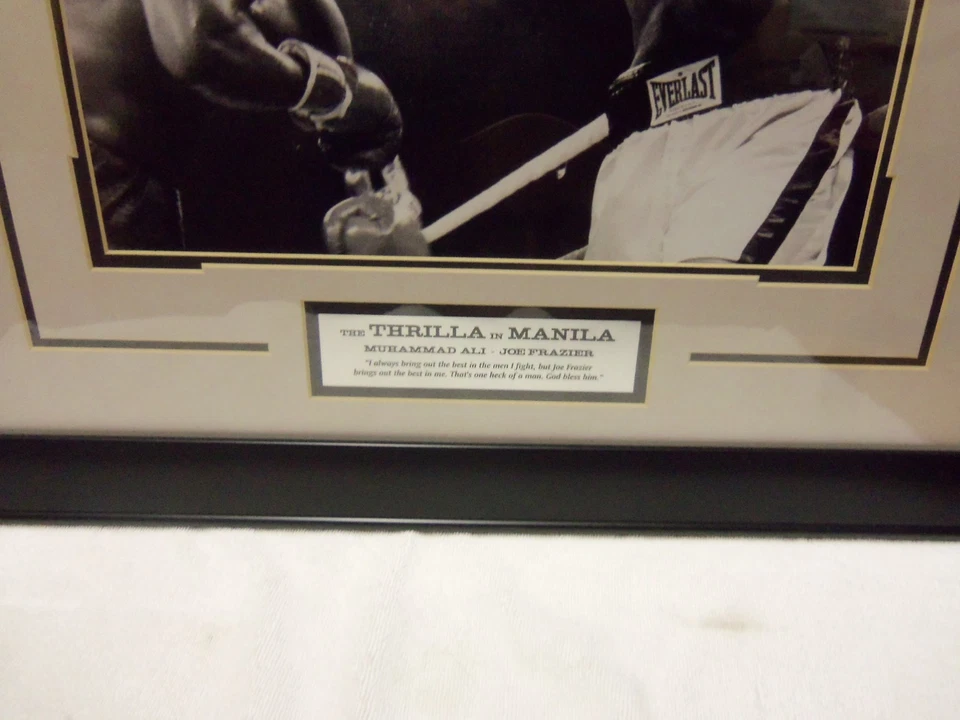 EVERLAST
THE THRILLA IN MANILA
MUHAMMAD ALI - JOE FRAZIER
"I always bring out the best in the men I fight, but Joe Frazier
brings out the best in me. That's one heck of a man. God bless him."